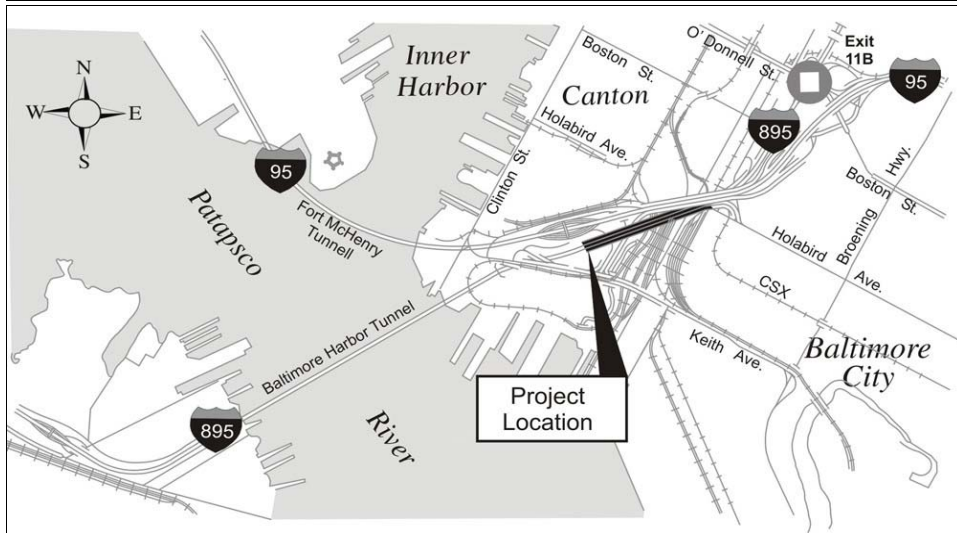 N
W
E
S
Inner
Harbor
Boston St.
O'Donnell St.
Exit
11B
95
Canton
895
Holabird Ave.
95
Clinton St.
Broening Hwy.
Boston St.
Fort McHenry
Tunnell
Patapsco
Holabird
Ave.
CSX
Baltimore Harbor Tunnel
Keith Ave.
Baltimore
City
Project
Location
895
River